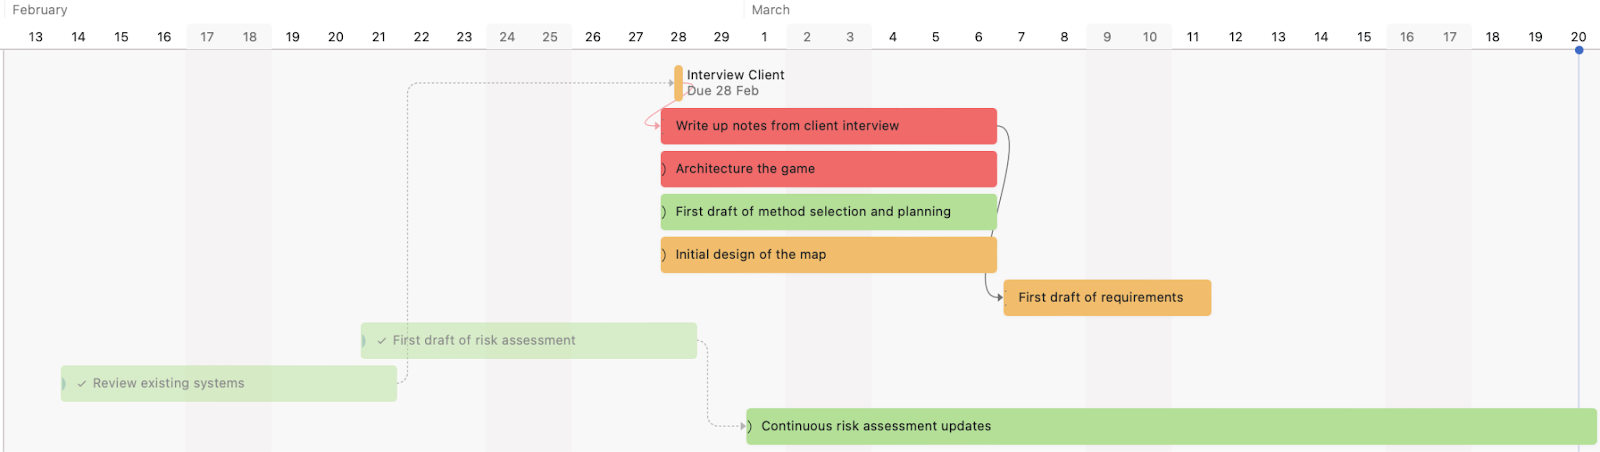 February March
13 14 15 16 17 18 19 20 21 22 23 24 25 26 27 28 29 1 2 3 4 5 6 7 8 9 10 11 12 13 14 15 16 17 18 19 20
Interview Client
Due 28 Feb
Write up notes from client interview
Architecture the game
First draft of method selection and planning
Initial design of the map
First draft of requirements
✓ First draft of risk assessment
✓ Review existing systems
Continuous risk assessment updates